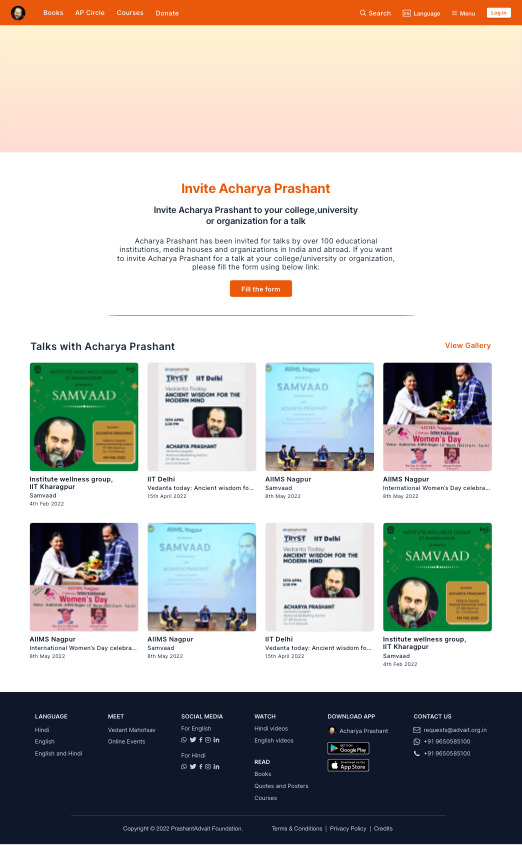 Books AP Circle Courses Donate Search Language Menu Log in
Invite Acharya Prashant
Invite Acharya Prashant to your college,university
or organization for a talk
Acharya Prashant has been invited for talks by over 100 educational
institutions, media houses and organizations in India and abroad. If you want
to invite Acharya Prashant for a talk at your college/university or organization,
please fill the form using below link:
Fill the form
Talks with Acharya Prashant
View Gallery
INSTITUTE WELLNESS GROUP
SAMVAAD
Institute wellness group,
IIT Kharagpur
Samvaad
4th Feb 2022
TRYST IIT Delhi
Vedanta Today:
ANCIENT WISDOM FOR THE
MODERN MIND
ACHARYA PRASHANT
IIT Delhi
Vedanta today: Ancient wisdom fo...
15th April 2022
AIIMS, Nagpur
SAMVAAD
AIIMS Nagpur
Samvaad
8th May 2022
AIIMS Nagpur
International
Women's Day
AIIMS Nagpur
International Women's Day celebra...
8th May 2022
AIIMS Nagpur
International
Women's Day
AIIMS Nagpur
International Women's Day celebra...
8th May 2022
AIIMS, Nagpur
SAMVAAD
AIIMS Nagpur
Samvaad
8th May 2022
TRYST IIT Delhi
Vedanta Today:
ANCIENT WISDOM FOR THE
MODERN MIND
ACHARYA PRASHANT
IIT Delhi
Vedanta today: Ancient wisdom fo...
15th April 2022
INSTITUTE WELLNESS GROUP
SAMVAAD
Institute wellness group,
IIT Kharagpur
Samvaad
4th Feb 2022
LANGUAGE
Hindi
English
English and Hindi
MEET
Vedant Mahotsav
Online Events
SOCIAL MEDIA
For English
For Hindi
WATCH
Hindi videos
English videos
READ
Books
Quotes and Posters
Courses
DOWNLOAD APP
Acharya Prashant
GET IT ON
Google Play
Download on the
App Store
CONTACT US
requests@advait.org.in
+91 9650585100
+91 9650585100
Copyright © 2022 PrashantAdvait Foundation. Terms & Conditions | Privacy Policy | Credits